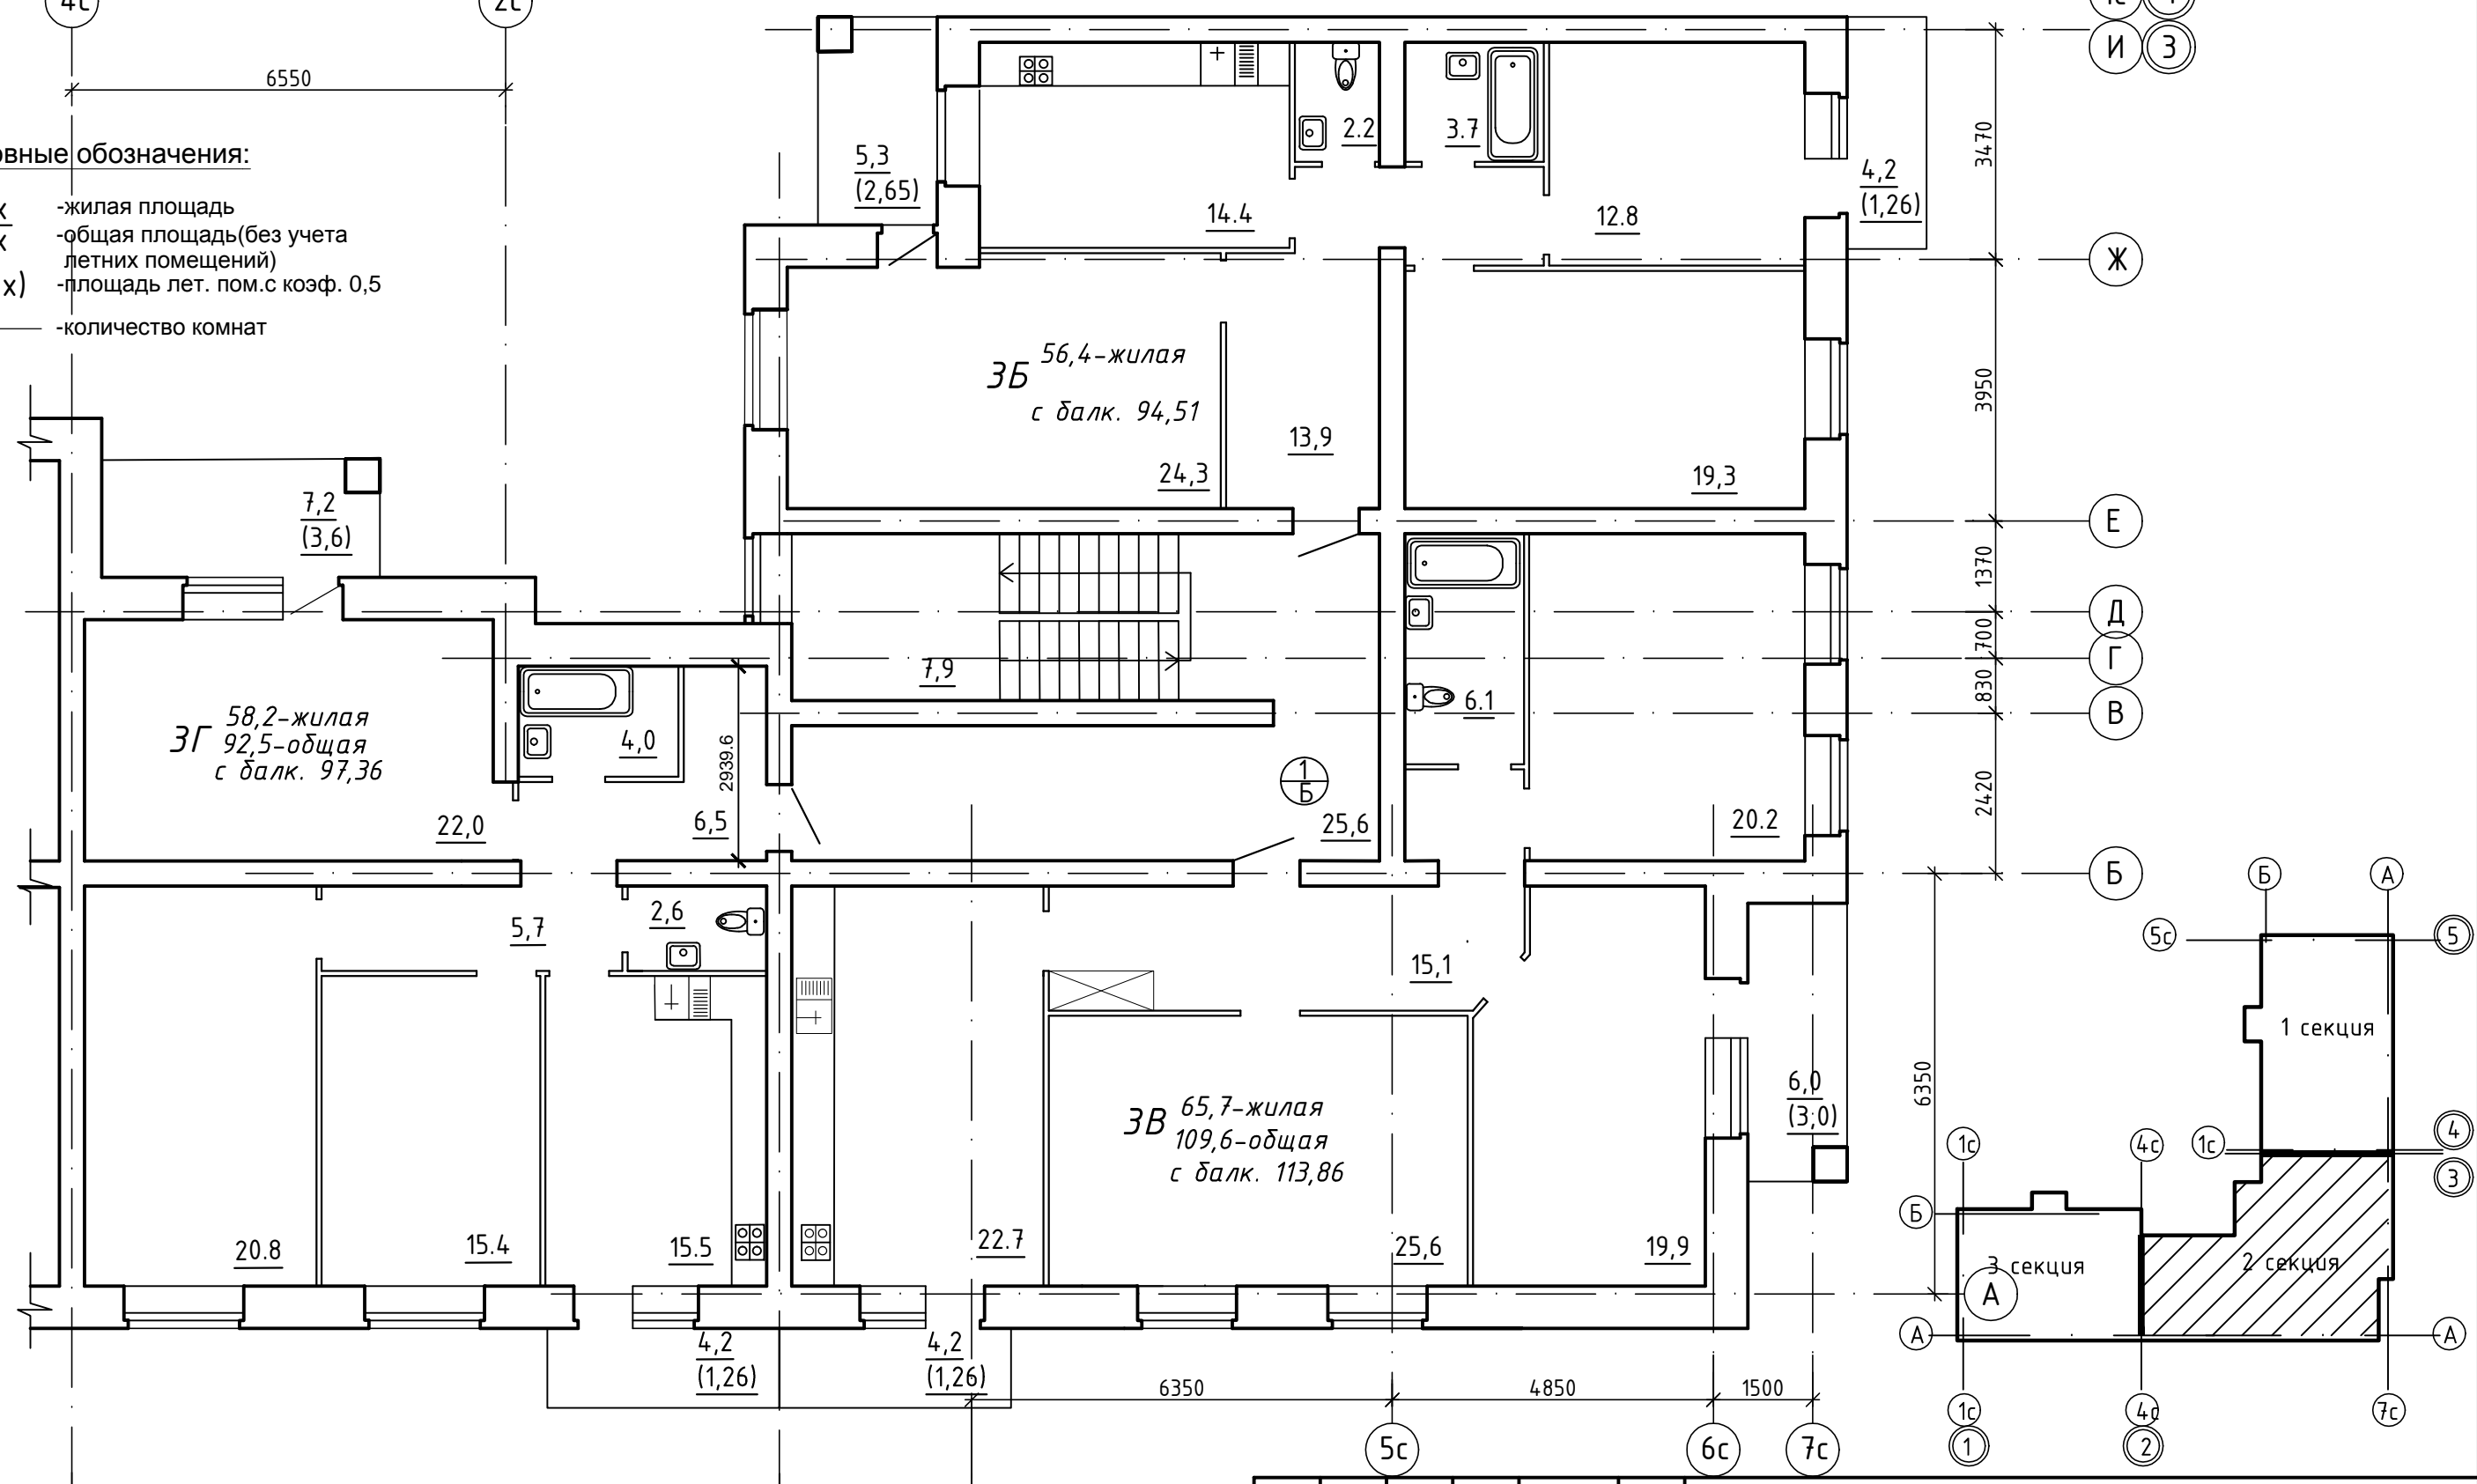 4с
2с
6550
И
3
обозначения:
х
-жилая площадь
х
-общая площадь(без учета
летних помещений)
х)
-площадь лет. пом.с коэф. 0,5
-количество комнат
5,3
(2,65)
2.2
3.7
14.4
12.8
4,2
(1,26)
3470
Ж
3Б
56,4-жилая
с балк. 94,51
13,9
24,3
19,3
3950
Е
7,2
(3,6)
1370
Д
700
Г
830
В
7,9
6.1
3Г
58,2-жилая
92,5-общая
с балк. 97,36
4,0
2939.6
1
Б
22,0
6,5
25,6
20.2
2420
Б
5,7
2,6
15,1
3В
65,7-жилая
109,6-общая
с балк. 113,86
6,0
(3,0)
6350
20.8
15.4
15.5
22.7
25,6
19,9
А
4,2
(1,26)
4,2
(1,26)
6350
4850
1500
5с
6с
7с
Б
А
5с
5
1 секция
1с
4с
1с
4
3
Б
3 секция
2 секция
А
А
1с
4с
7с
1
2